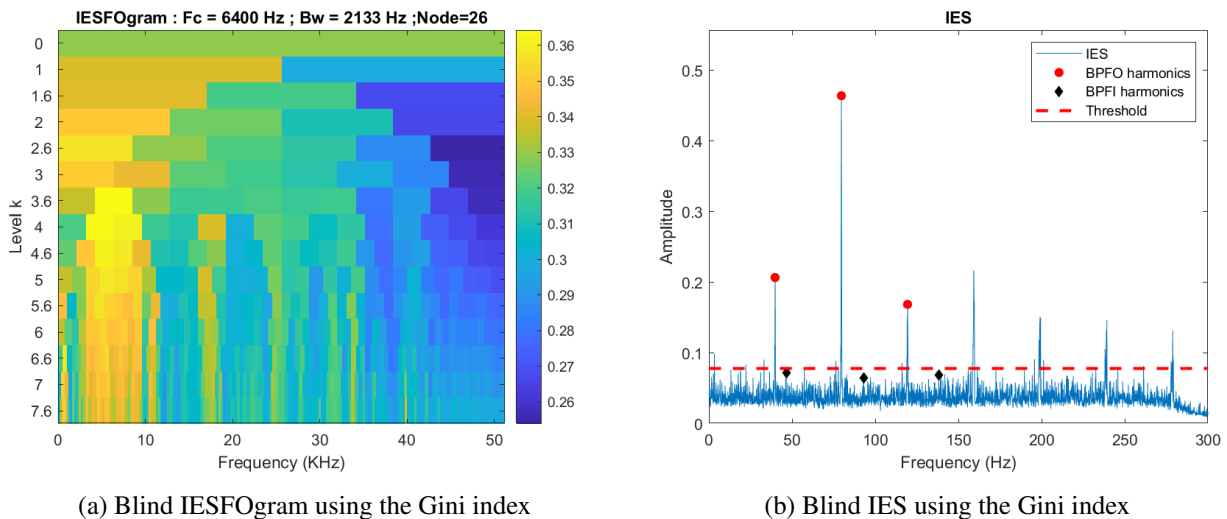 IESFOgram : Fc = 6400 Hz ; Bw = 2133 Hz ;Node=26
Level k
0
1
1.6
2
2.6
3
3.6
4
4.6
5
5.6
6
6.6
7
7.6
0 10 20 30 40 50
Frequency (KHz)
0.36
0.35
0.34
0.33
0.32
0.31
0.3
0.29
0.28
0.27
0.26
(a) Blind IESFOgram using the Gini index
IES
Amplitude
0.5
0.4
0.3
0.2
0.1
0
0 50 100 150 200 250 300
Frequency (Hz)
IES
BPFO harmonics
BPFI harmonics
Threshold
(b) Blind IES using the Gini index